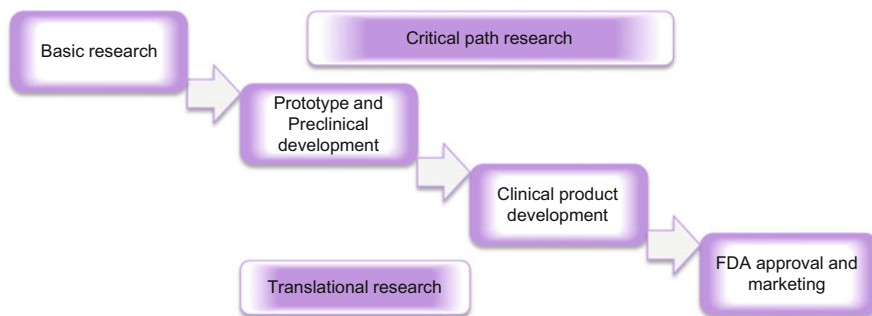 Basic research
Critical path research
Prototype and
Preclinical
development
Clinical product
development
Translational research
FDA approval and
marketing